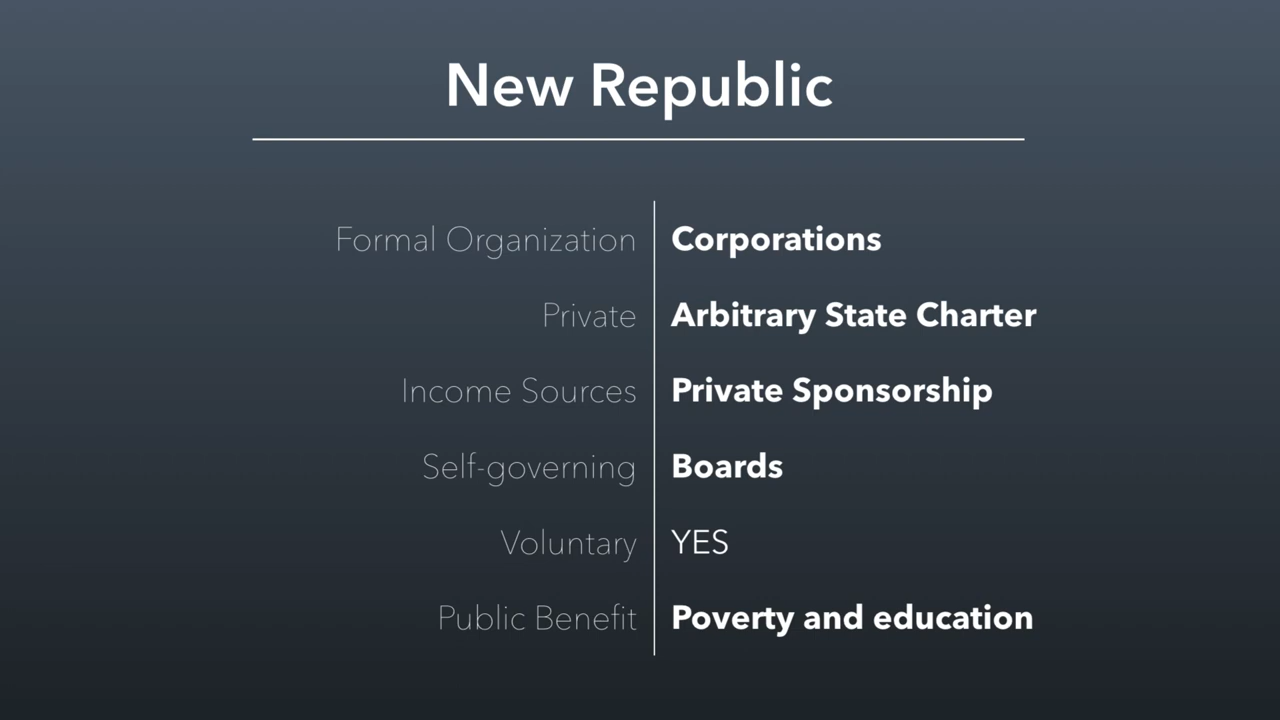 New Republic
Formal Organization Corporations
Private Arbitrary State Charter
Income Sources Private Sponsorship
Self-governing Boards
Voluntary YES
Public Benefit Poverty and education